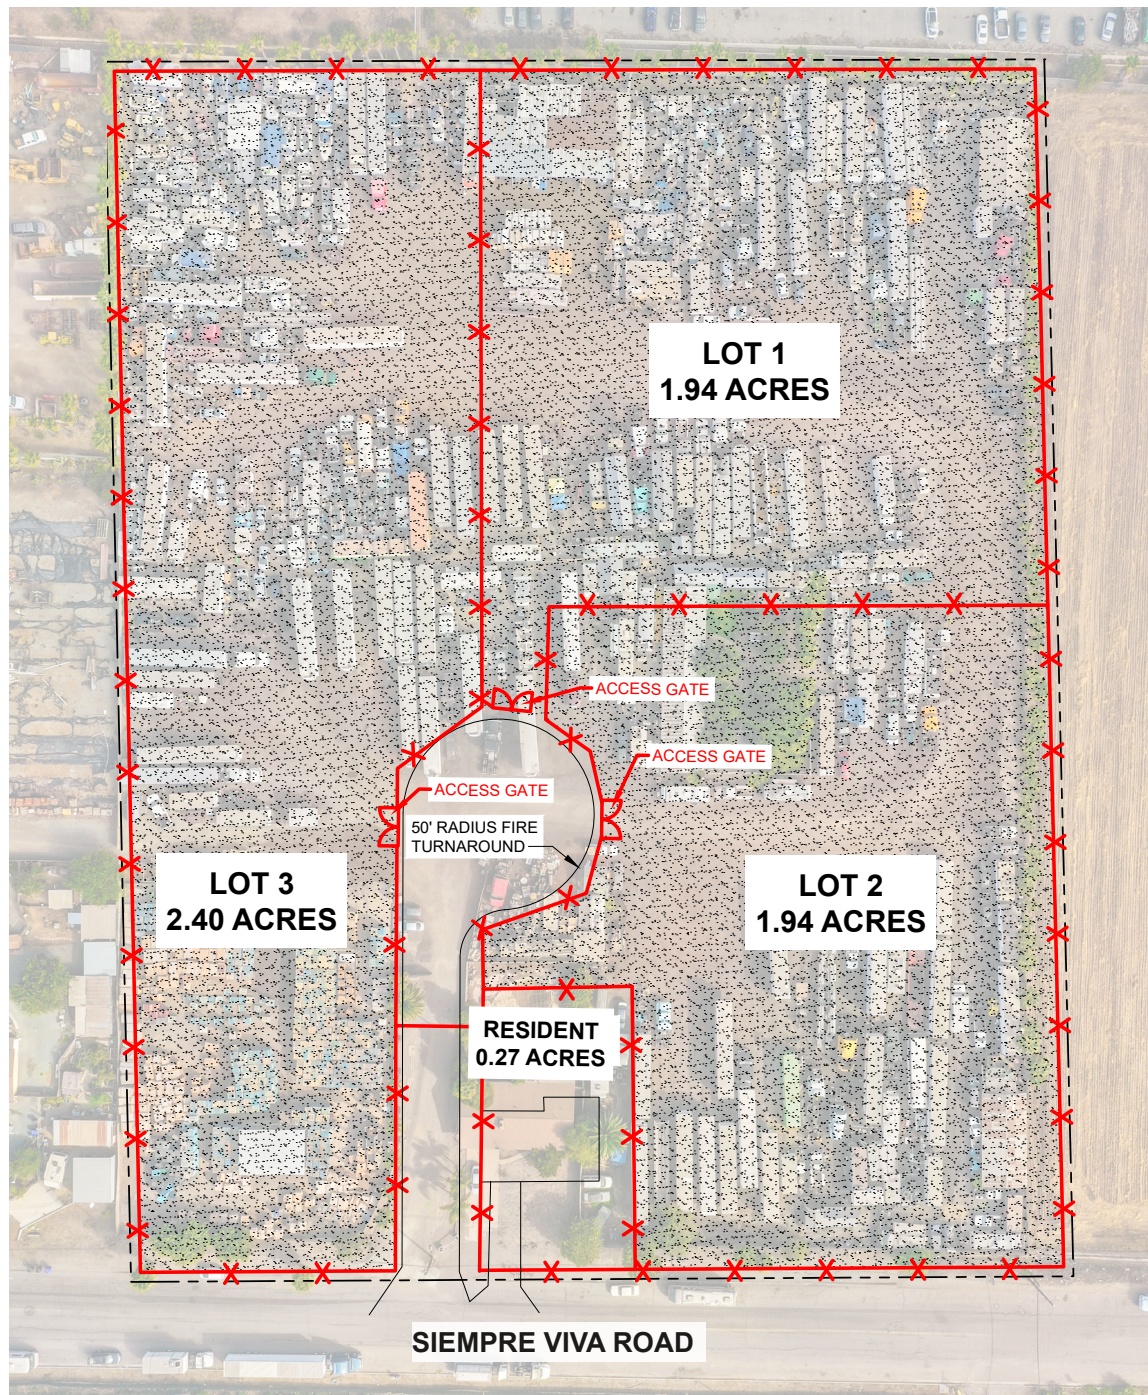 LOT 1
1.94 ACRES
ACCESS GATE
ACCESS GATE
ACCESS GATE
50' RADIUS FIRE
TURNAROUND
LOT 3
2.40 ACRES
LOT 2
1.94 ACRES
RESIDENT
0.27 ACRES
SIEMPRE VIVA ROAD